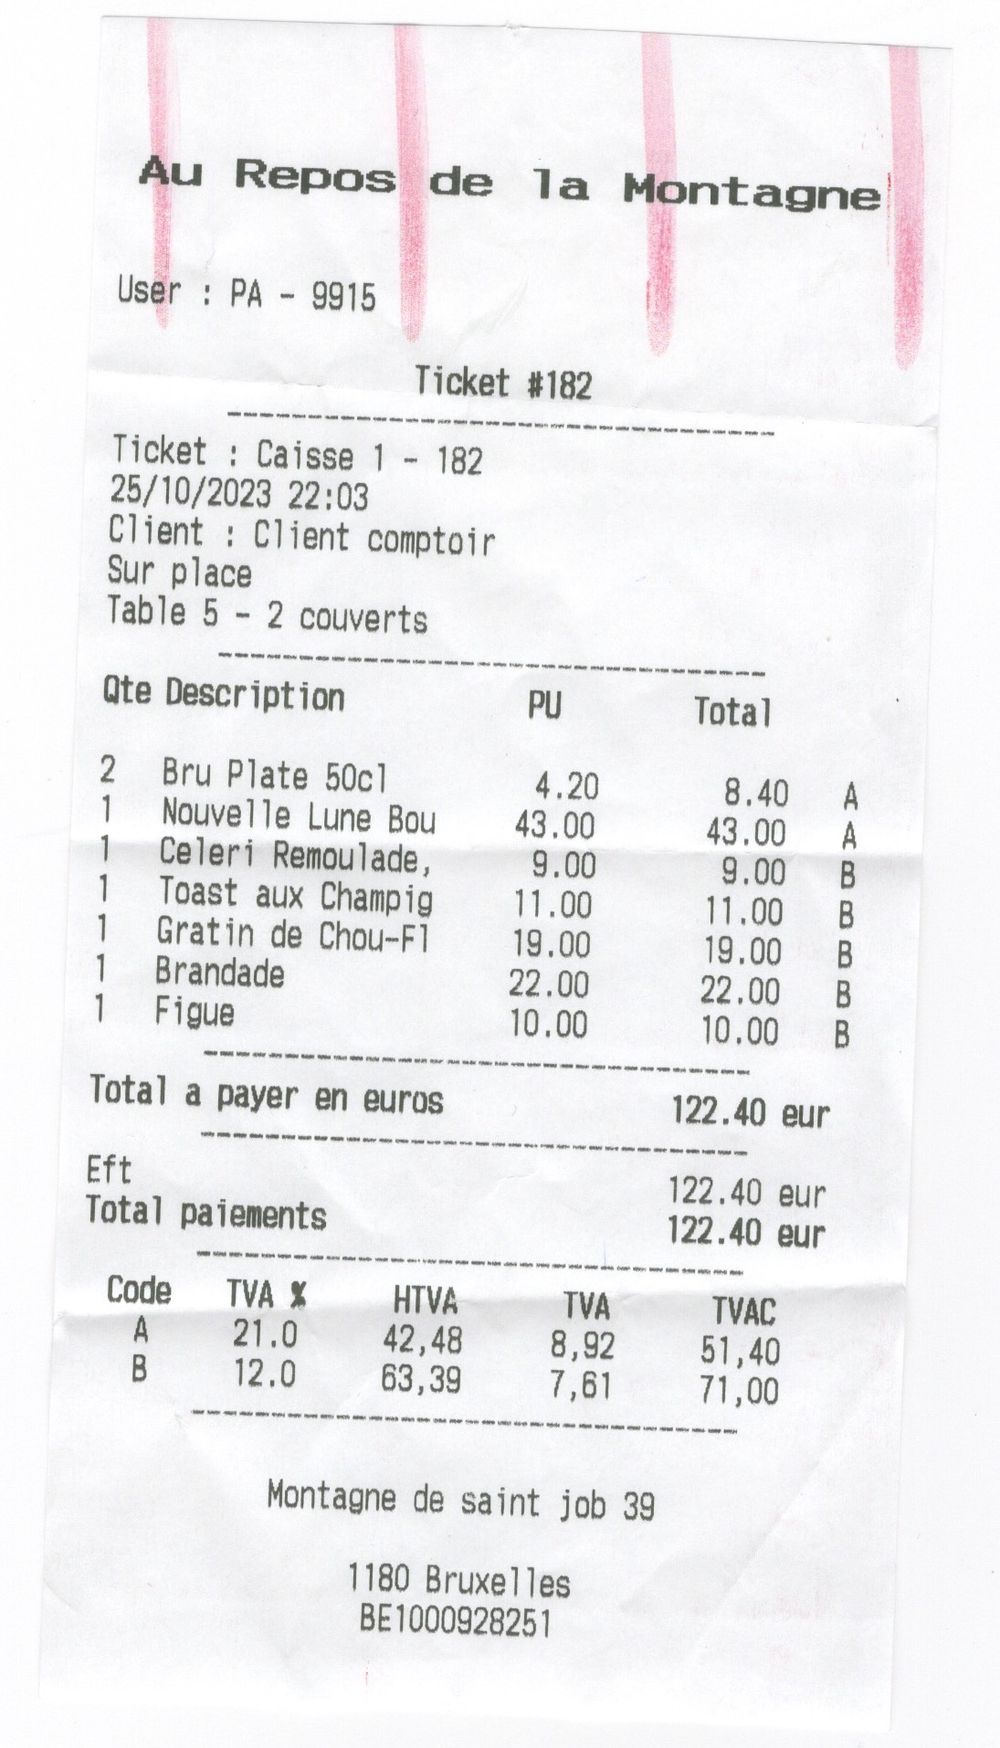 Au Repos de la Montagne
User : PA - 9915
Ticket #182
Ticket : Caisse 1 - 182
25/10/2023 22:03
Client : Client comptoir
Sur place
Table 5 - 2 couverts
Qte Description PU Total
2 Bru Plate 50cl 4.20 8.40 A
1 Nouvelle Lune Bou 43.00 43.00 A
1 Celeri Remoulade, 9.00 9.00 B
1 Toast aux Champig 11.00 11.00 B
1 Gratin de Chou-Fl 19.00 19.00 B
1 Brandade 22.00 22.00 B
1 Figue 10.00 10.00 B
Total a payer en euros 122.40 eur
Eft 122.40 eur
Total paiements 122.40 eur
Code TVA % HTVA TVA TVAC
A 21.0 42,48 8,92 51,40
B 12.0 63,39 7,61 71,00
Montagne de saint job 39
1180 Bruxelles
BE1000928251